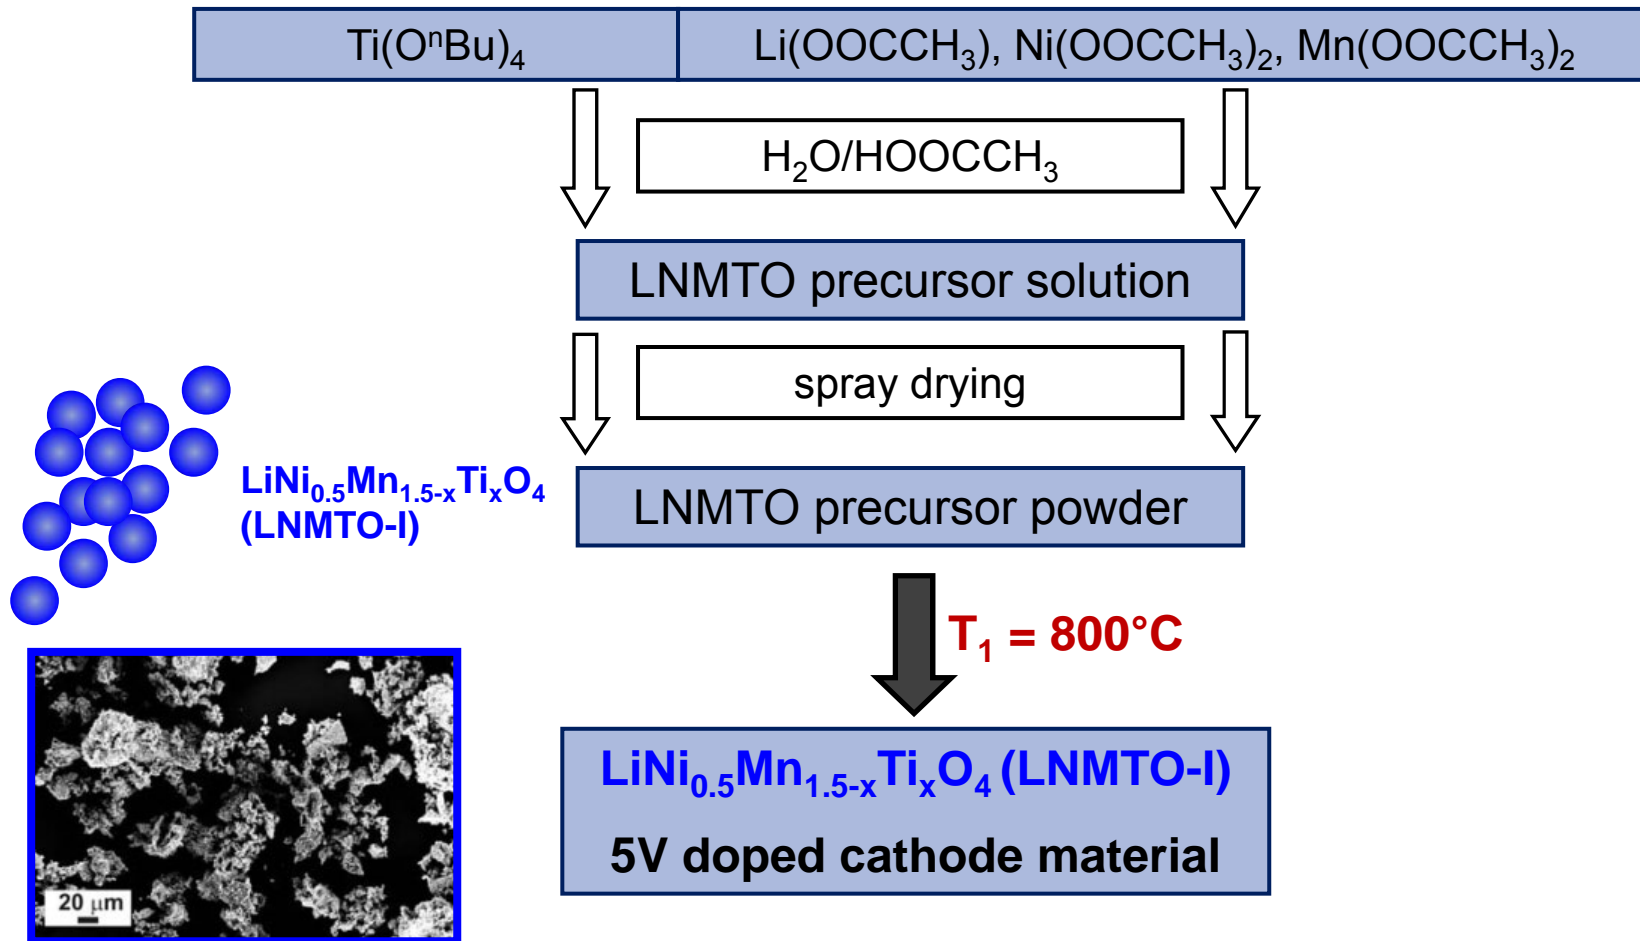 Ti(OⁿBu)₄
Li(OOCCH₃), Ni(OOCCH₃)₂, Mn(OOCCH₃)₂
H₂O/HOOCCH₃
LNMTO precursor solution
spray drying
LiNi₀.₅Mn₁.₅₋ₓTiₓO₄
(LNMTO-I)
LNMTO precursor powder
T₁ = 800°C
LiNi₀.₅Mn₁.₅₋ₓTiₓO₄ (LNMTO-I)
5V doped cathode material
20 μm